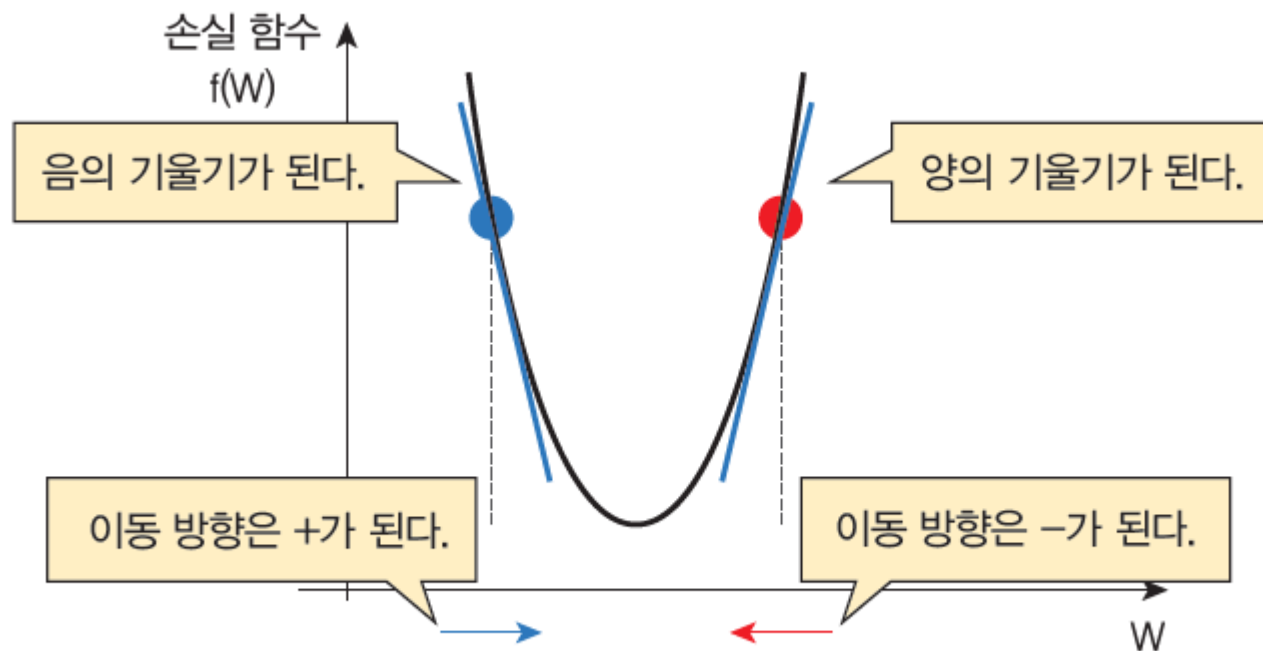 손실 함수
f(W)
음의 기울기가 된다.
양의 기울기가 된다.
이동 방향은 +가 된다.
이동 방향은 –가 된다.
W